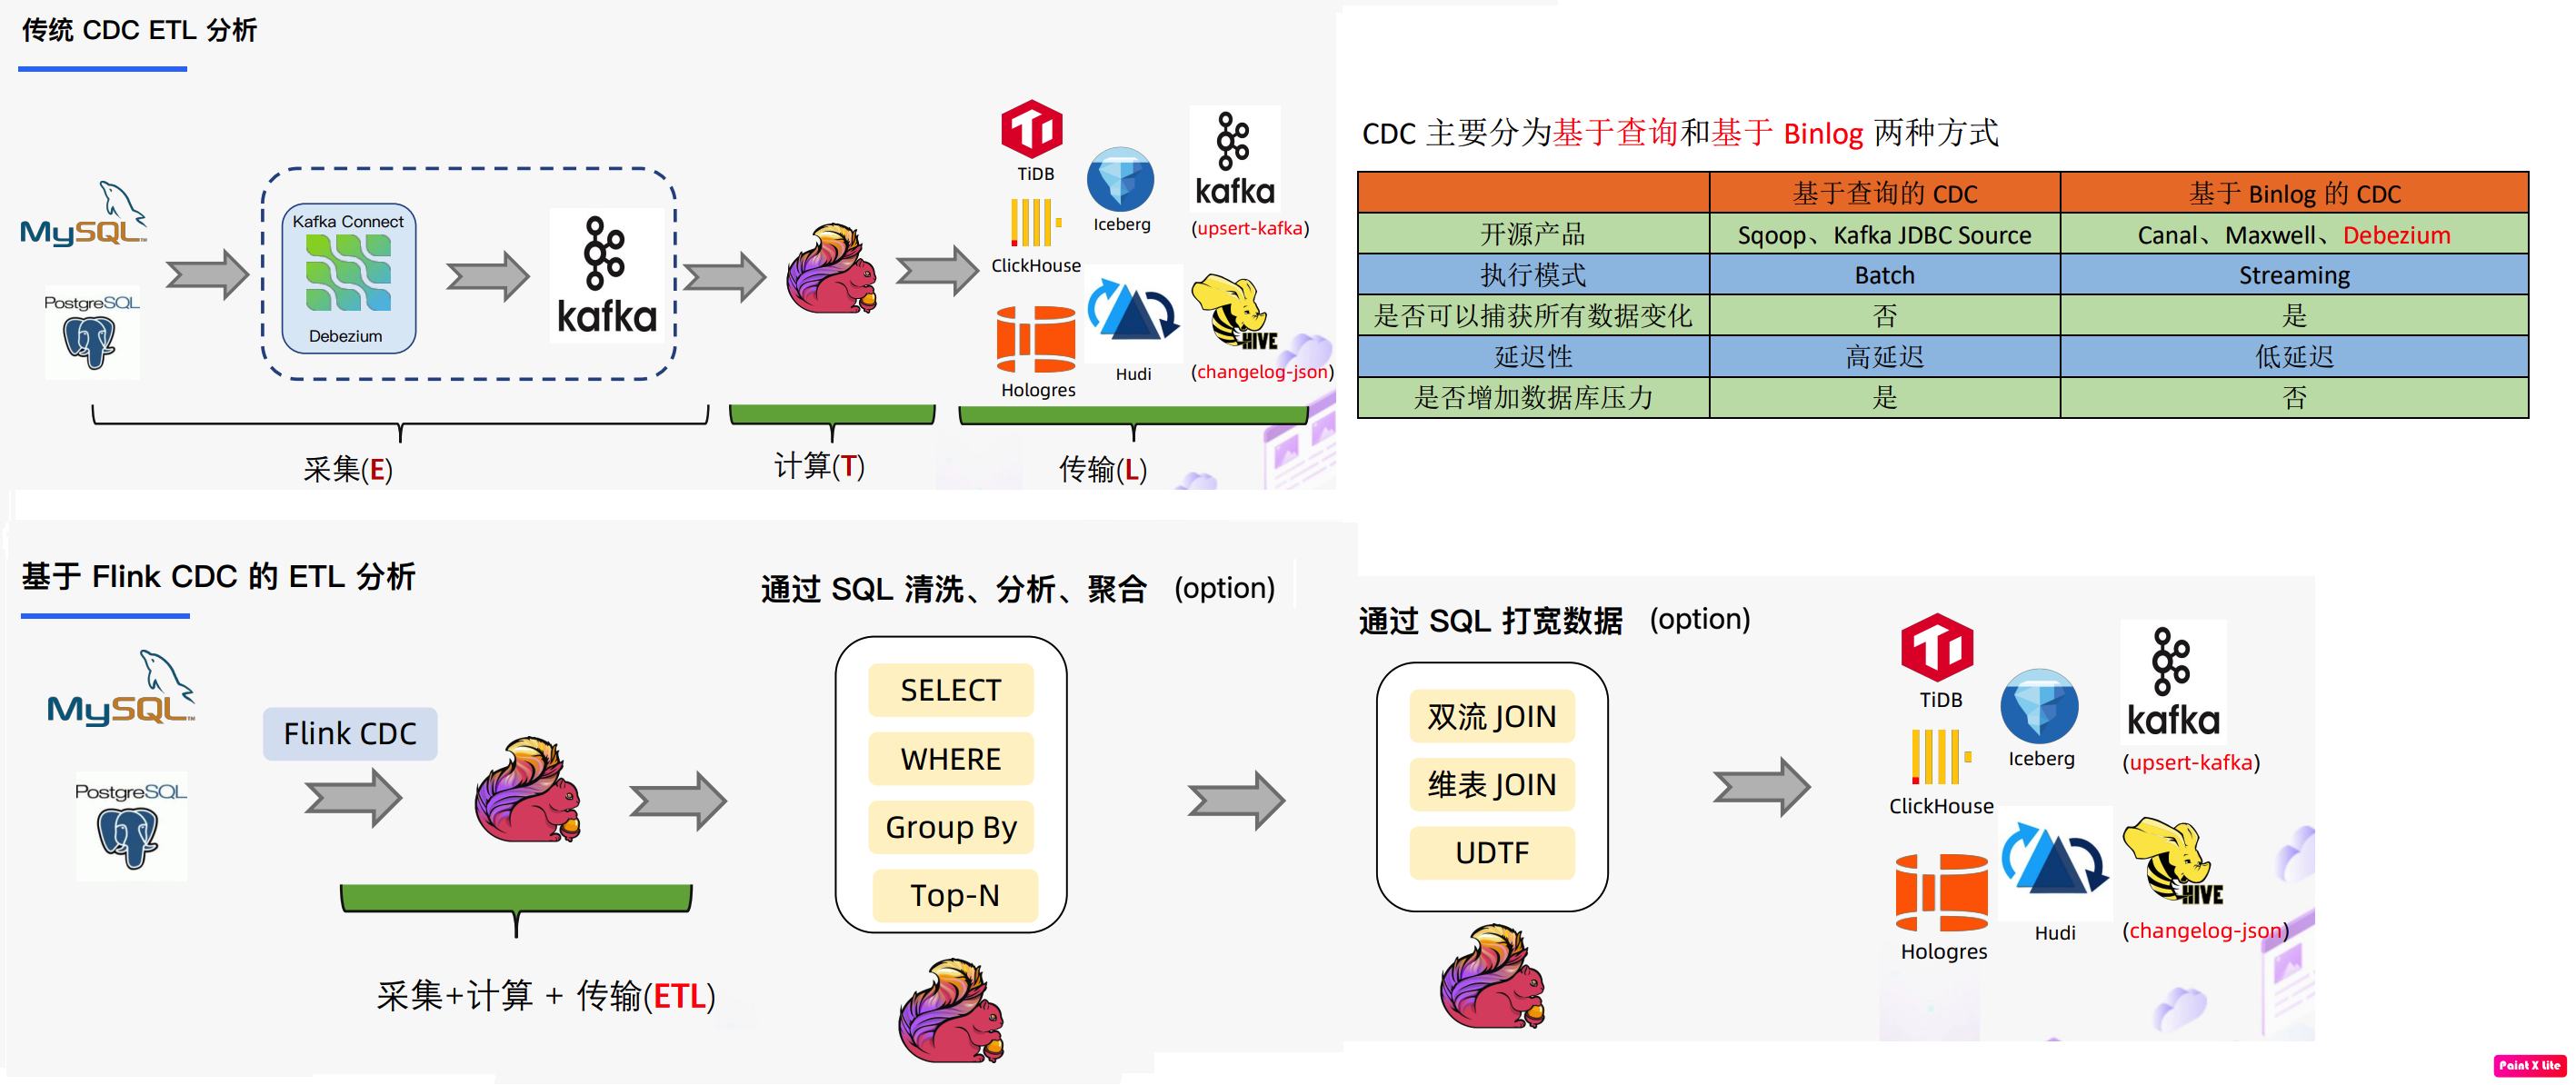 传统 CDC ETL 分析
MySQL™
PostgreSQL
Kafka Connect
Debezium
kafka
TiDB
Iceberg
kafka
(upsert-kafka)
ClickHouse
Hologres
Hudi
HIVE
(changelog-json)
采集(E)
计算(T)
传输(L)
CDC 主要分为基于查询和基于 Binlog 两种方式
基于查询的 CDC
基于 Binlog 的 CDC
开源产品
Sqoop、Kafka JDBC Source
Canal、Maxwell、Debezium
执行模式
Batch
Streaming
是否可以捕获所有数据变化
否
是
延迟性
高延迟
低延迟
是否增加数据库压力
是
否
基于 Flink CDC 的 ETL 分析
MySQL™
PostgreSQL
Flink CDC
采集+计算 + 传输(ETL)
通过 SQL 清洗、分析、聚合 (option)
SELECT
WHERE
Group By
Top-N
通过 SQL 打宽数据 (option)
双流 JOIN
维表 JOIN
UDTF
TiDB
Iceberg
kafka
(upsert-kafka)
ClickHouse
Hologres
Hudi
HIVE
(changelog-json)
Paint X Lite